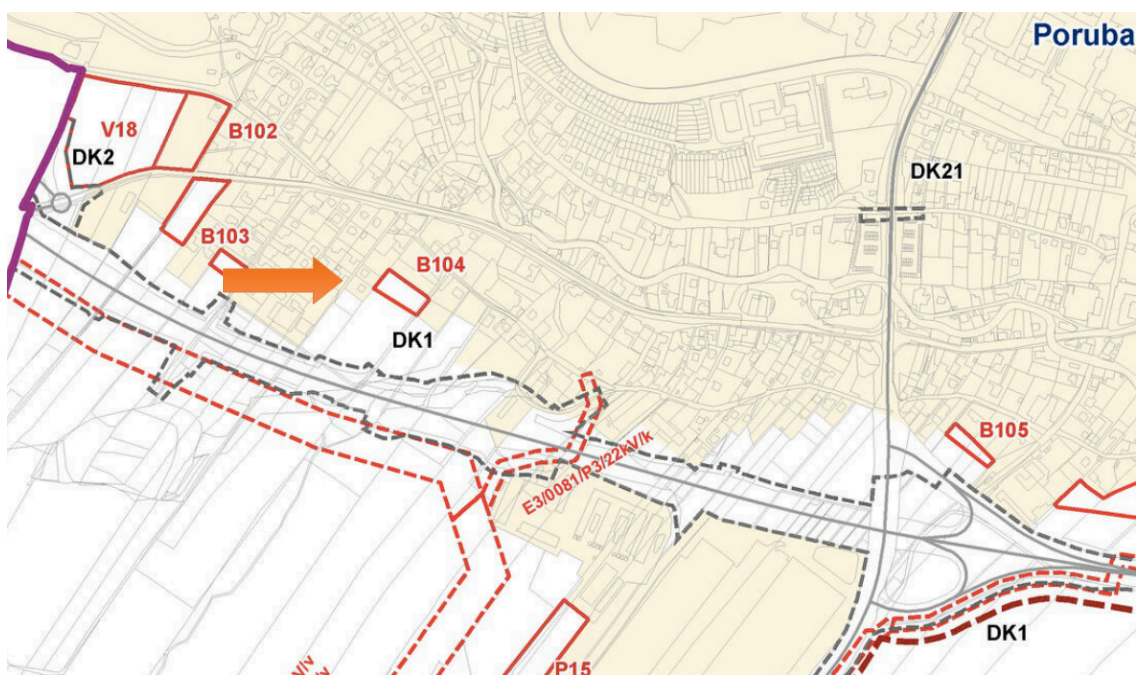 Poruba
V18
B102
DK2
DK21
B103
B104
DK1
B105
E3/0081/P3/22kV/k
DK1
P15